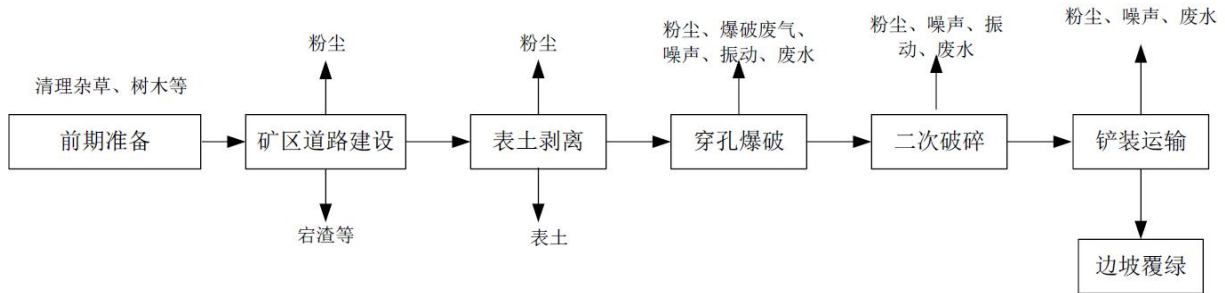 粉尘
粉尘
粉尘、爆破废气、
噪声、振动、废水
粉尘、噪声、振
动、废水
粉尘、噪声、废水
清理杂草、树木等
前期准备
矿区道路建设
表土剥离
穿孔爆破
二次破碎
铲装运输
宕渣等
表土
边坡覆绿